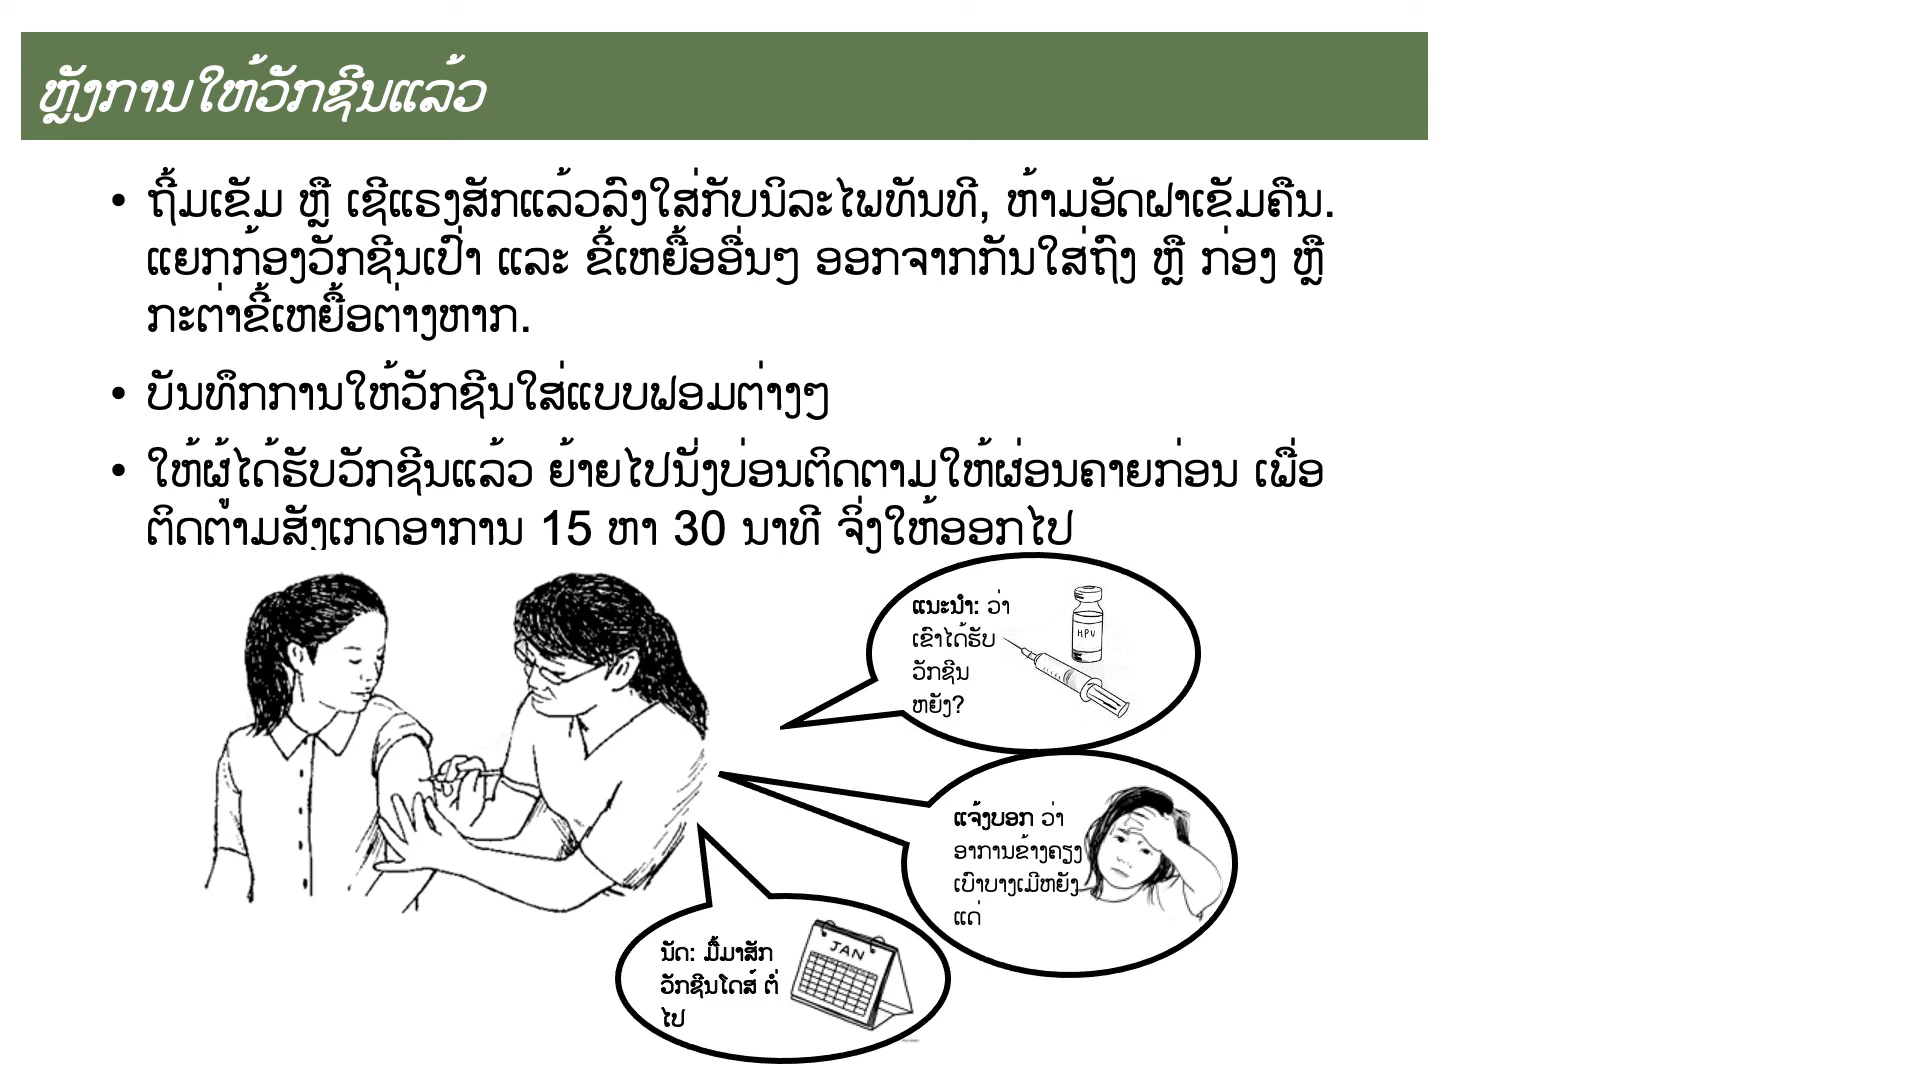 ຫຼັງການໃຫ້ວັກຊີນແລ້ວ
• ຖິ້ມເຂັມ ຫຼື ເຊີແຣງສັກແລ້ວລົງໃສ່ກັບນິລະໄພທັນທີ, ຫ້າມອັດຝາເຂັມຄືນ.
ແຍກກ້ອງວັກຊີນເປົ່າ ແລະ ຂີ້ເຫຍື້ອອື່ນໆ ອອກຈາກກັນໃສ່ຖົງ ຫຼື ກ່ອງ ຫຼື
ກະຕ່າຂີ້ເຫຍື້ອຕ່າງຫາກ.
• ບັນທຶກການໃຫ້ວັກຊີນໃສ່ແບບຟອມຕ່າງໆ
• ໃຫ້ຜູ້ໄດ້ຮັບວັກຊີນແລ້ວ ຍ້າຍໄປນັ່ງບ່ອນຕິດຕາມໃຫ້ຜ່ອນຄາຍກ່ອນ ເພື່ອ
ຕິດຕາມສັງເກດອາການ 15 ຫາ 30 ນາທີ ຈຶ່ງໃຫ້ອອກໄປ
ແນະນຳ: ວ່າ
ເຂົາໄດ້ຮັບ
ວັກຊີນ
ຫຍັງ?
HPV
ແຈ້ງບອກ ວ່າ
ອາການຂ້າງຄຽງ
ເບົາບາງເມີຫຍັງ
ແດ່
ນັດ: ມື້ມາສັກ
ວັກຊີນໂດສ໌ ຕໍ່
ໄປ
JAN